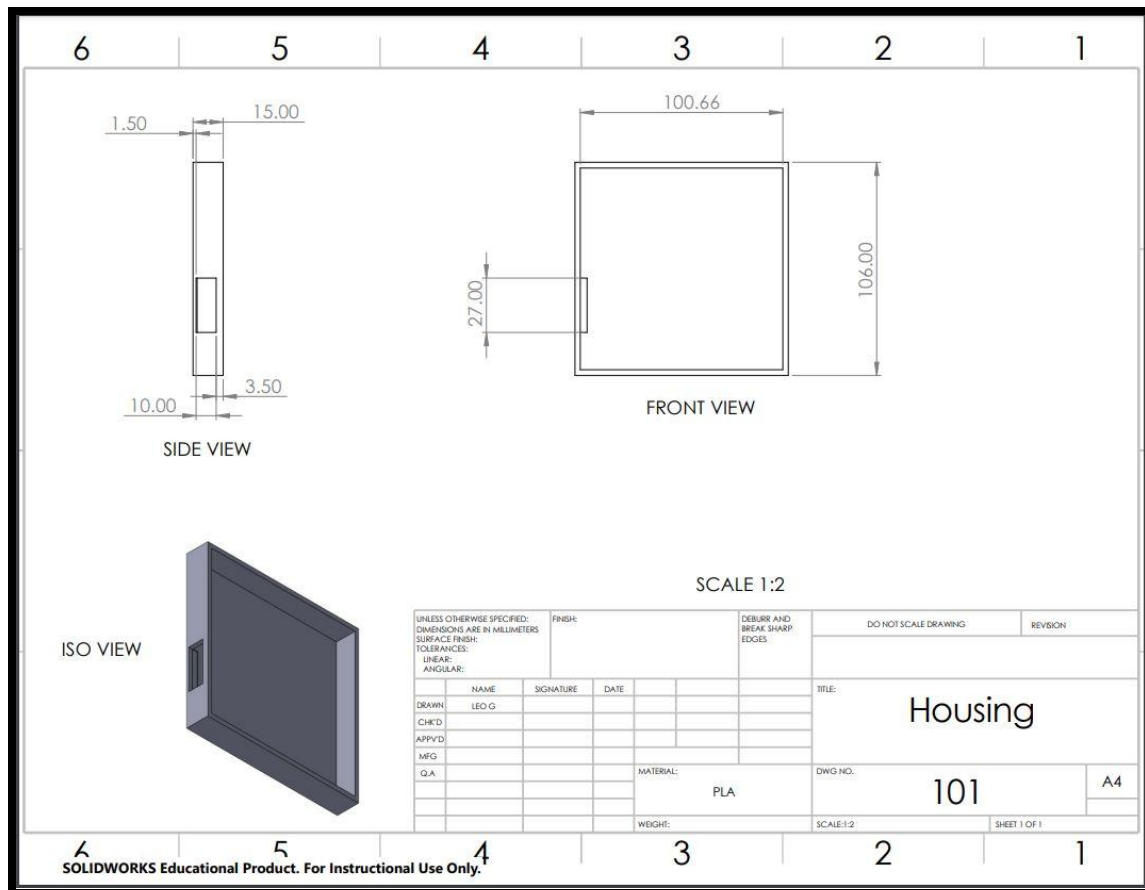 6 5 4 3 2 1
100.66
15.00
1.50
106.00
27.00
3.50
10.00
FRONT VIEW
SIDE VIEW
SCALE 1:2
ISO VIEW
UNLESS OTHERWISE SPECIFIED:
DIMENSIONS ARE IN MILLIMETERS
SURFACE FINISH:
TOLERANCES:
LINEAR:
ANGULAR:
FINISH:
DEBURR AND
BREAK SHARP
EDGES
DO NOT SCALE DRAWING
REVISION
NAME SIGNATURE DATE
DRAWN LEO G
CHK'D
APPV'D
MFG
Q.A
MATERIAL:
PLA
WEIGHT:
TITLE:
Housing
DWG NO.
101
A4
SCALE:1:2
SHEET 1 OF 1
6 5 4 3 2 1
SOLIDWORKS Educational Product. For Instructional Use Only.